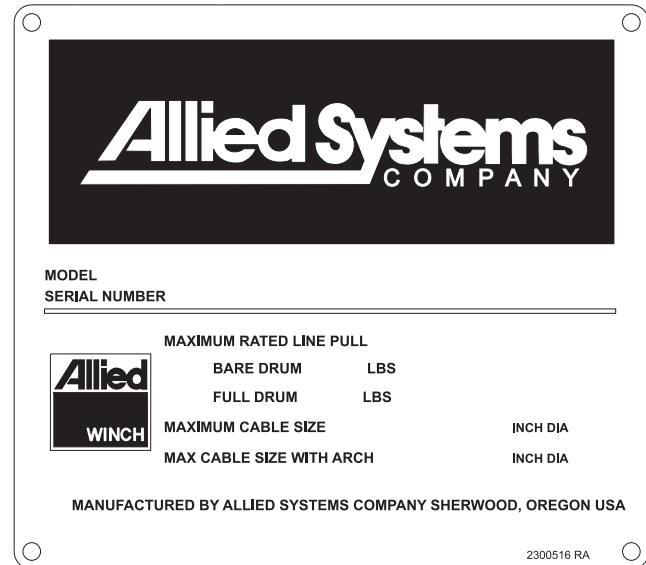 Allied Systems
COMPANY
MODEL
SERIAL NUMBER
MAXIMUM RATED LINE PULL
BARE DRUM LBS
FULL DRUM LBS
Allied
WINCH
MAXIMUM CABLE SIZE INCH DIA
MAX CABLE SIZE WITH ARCH INCH DIA
MANUFACTURED BY ALLIED SYSTEMS COMPANY SHERWOOD, OREGON USA
2300516 RA